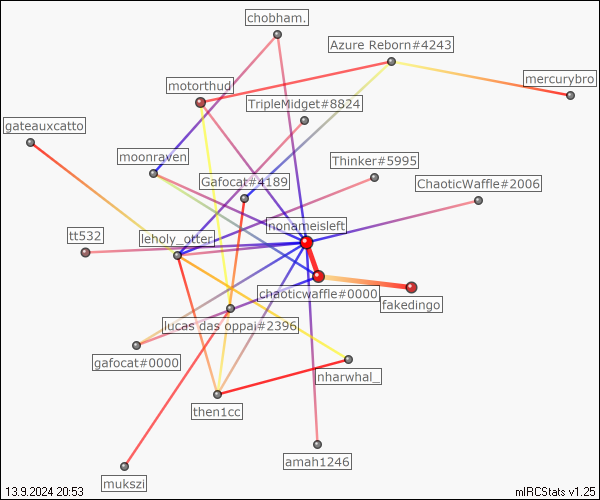 chobham.
Azure Reborn#4243
mercurybro
motorthud
TripleMidget#8824
gateauxcatto
moonraven
Thinker#5995
Gafocat#4189
ChaoticWaffle#2006
nonameisleft
tt532
leholy_otter
chaoticwaffle#0000
fakedingo
lucas das oppai#2396
gafocat#0000
nharwhal_
then1cc
amah1246
mukszi
13.9.2024 20:53
mIRCStats v1.25